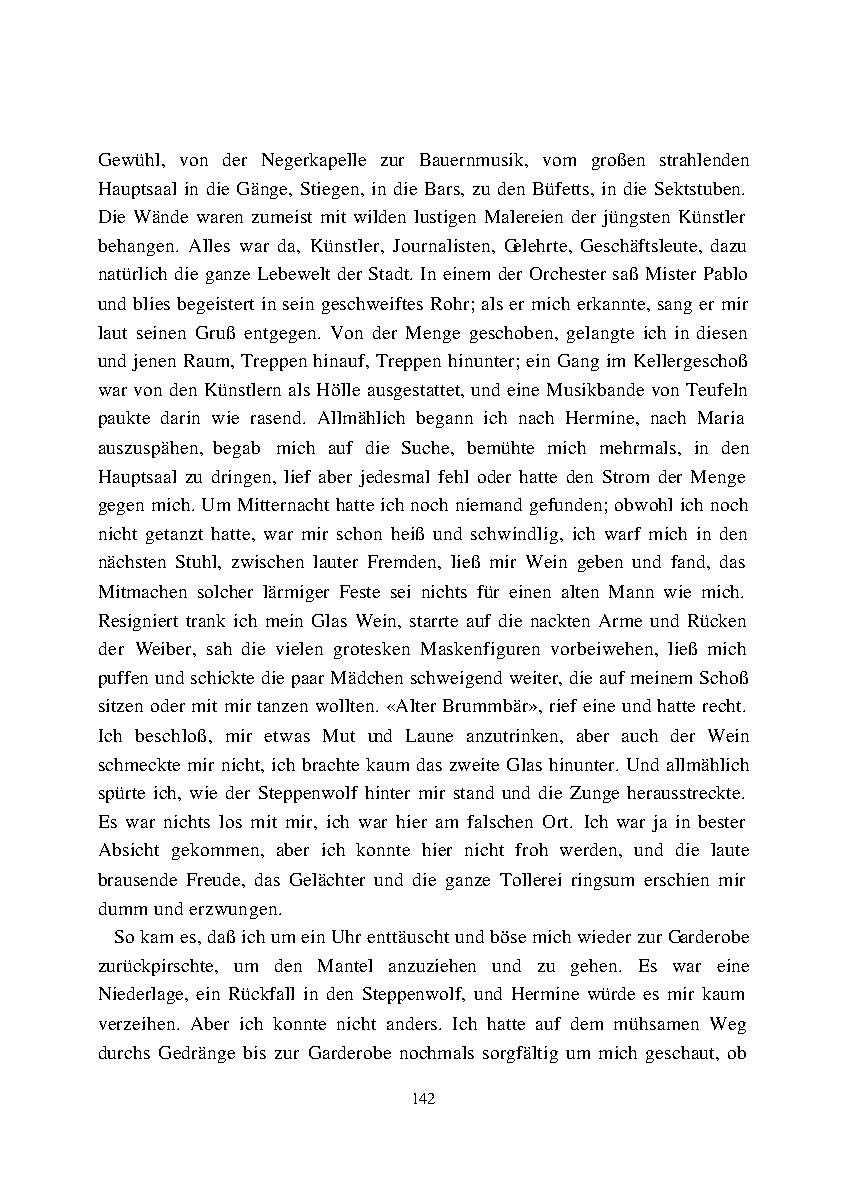 Gewühl, von der Negerkapelle zur Bauernmusik, vom großen strahlenden
Hauptsaal in die Gänge, Stiegen, in die Bars, zu den Büfetts, in die Sektstuben.
Die Wände waren zumeist mit wilden lustigen Malereien der jüngsten Künstler
behangen. Alles war da, Künstler, Journalisten, Gelehrte, Geschäftsleute, dazu
natürlich die ganze Lebewelt der Stadt. In einem der Orchester saß Mister Pablo
und blies begeistert in sein geschweiftes Rohr; als er mich erkannte, sang er mir
laut seinen Gruß entgegen. Von der Menge geschoben, gelangte ich in diesen
und jenen Raum, Treppen hinauf, Treppen hinunter; ein Gang im Kellergeschoß
war von den Künstlern als Hölle ausgestattet, und eine Musikbande von Teufeln
paukte darin wie rasend. Allmählich begann ich nach Hermine, nach Maria
auszuspähen, begab mich auf die Suche, bemühte mich mehrmals, in den
Hauptsaal zu dringen, lief aber jedesmal fehl oder hatte den Strom der Menge
gegen mich. Um Mitternacht hatte ich noch niemand gefunden; obwohl ich noch
nicht getanzt hatte, war mir schon heiß und schwindlig, ich warf mich in den
nächsten Stuhl, zwischen lauter Fremden, ließ mir Wein geben und fand, das
Mitmachen solcher lärmiger Feste sei nichts für einen alten Mann wie mich.
Resigniert trank ich mein Glas Wein, starrte auf die nackten Arme und Rücken
der Weiber, sah die vielen grotesken Maskenfiguren vorbeiwehen, ließ mich
puffen und schickte die paar Mädchen schweigend weiter, die auf meinem Schoß
sitzen oder mit mir tanzen wollten. «Alter Brummbär», rief eine und hatte recht.
Ich beschloß, mir etwas Mut und Laune anzutrinken, aber auch der Wein
schmeckte mir nicht, ich brachte kaum das zweite Glas hinunter. Und allmählich
spürte ich, wie der Steppenwolf hinter mir stand und die Zunge herausstreckte.
Es war nichts los mit mir, ich war hier am falschen Ort. Ich war ja in bester
Absicht gekommen, aber ich konnte hier nicht froh werden, und die laute
brausende Freude, das Gelächter und die ganze Tollerei ringsum erschien mir
dumm und erzwungen.
So kam es, daß ich um ein Uhr enttäuscht und böse mich wieder zur Garderobe
zurückpirschte, um den Mantel anzuziehen und zu gehen. Es war eine
Niederlage, ein Rückfall in den Steppenwolf, und Hermine würde es mir kaum
verzeihen. Aber ich konnte nicht anders. Ich hatte auf dem mühsamen Weg
durchs Gedränge bis zur Garderobe nochmals sorgfältig um mich geschaut, ob
142